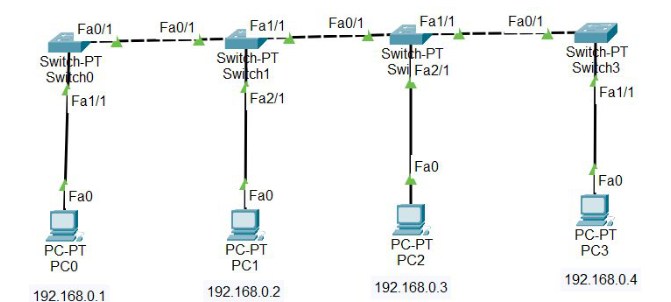 Fa0/1 Fa0/1 Fa1/1 Fa0/1 Fa1/1 Fa0/1
Switch-PT Switch-PT Switch-PT Switch-PT
Switch0 Switch1 Swi Fa2/1 Switch3
Fa1/1 Fa2/1 Fa1/1
Fa0 Fa0 Fa0 Fa0
PC-PT PC-PT PC-PT PC-PT
PC0 PC1 PC2 PC3
192.168.0.1 192.168.0.2 192.168.0.3 192.168.0.4